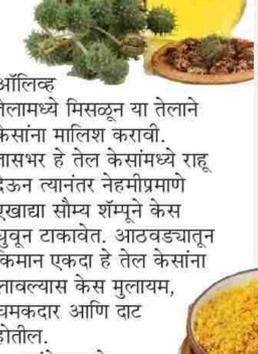 ऑलिव्ह
तेलामध्ये मिसळून या तेलाने
केसांना मालिश करावी.
तासभर हे तेल केसांमध्ये राहू
देऊन त्यानंतर नेहमीप्रमाणे
एखाद्या सौम्य शॅम्पूने केस
धुवून टाकावेत. आठवड्यातून
किमान एकदा हे तेल केसांना
लावल्यास केस मुलायम,
चमकदार आणि दाट
होतील.